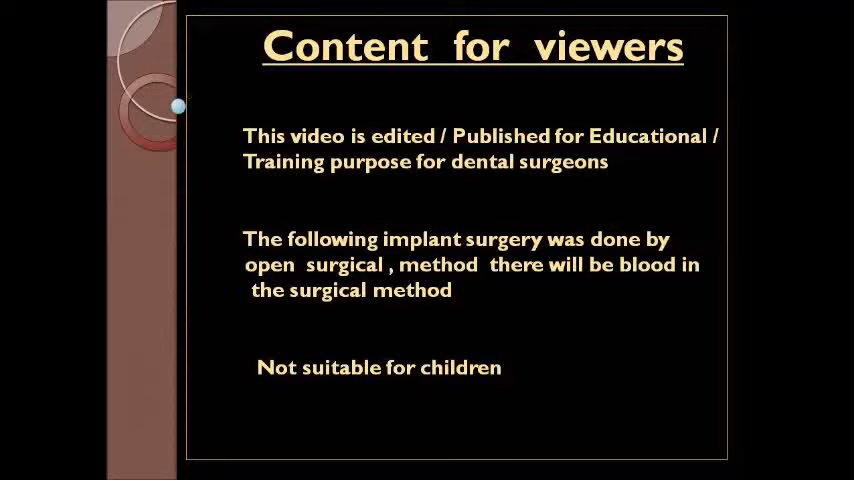 Content for viewers
This video is edited / Published for Educational /
Training purpose for dental surgeons
The following implant surgery was done by
open surgical , method there will be blood in
the surgical method
Not suitable for children